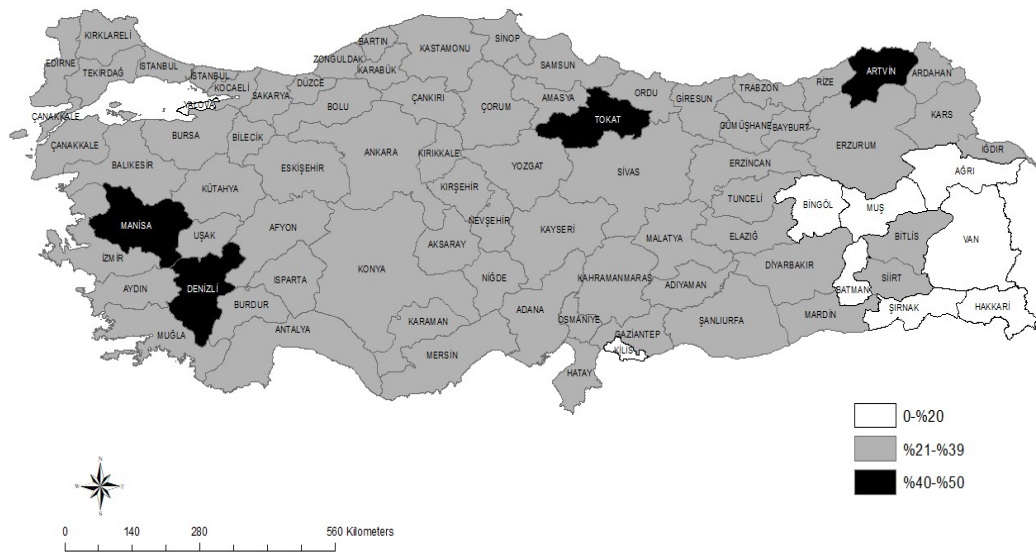 KIRKLARELİ
EDİRNE
TEKİRDAĞ
İSTANBUL
İSTANBUL
KOCAELİ
YALOVA
ÇANAKKALE
ÇANAKKALE
BALIKESİR
BURSA
BİLECİK
SAKARYA
DÜZCE
ZONGULDAK
BARTIN
KARABÜK
BOLU
KASTAMONU
SİNOP
ÇANKIRI
ÇORUM
SAMSUN
AMASYA
TOKAT
ORDU
GİRESUN
TRABZON
GÜMÜŞHANE
BAYBURT
RİZE
ARTVİN
ARDAHAN
KARS
IĞDIR
ERZURUM
AĞRI
ERZİNCAN
TUNCELİ
BİNGÖL
MUŞ
VAN
BİTLİS
SİİRT
BATMAN
ŞIRNAK
HAKKARİ
MARDİN
DİYARBAKIR
ELAZIĞ
MALATYA
ADIYAMAN
ŞANLIURFA
SİVAS
YOZGAT
KAYSERİ
KAHRAMANMARAŞ
GAZİANTEP
KİLİS
OSMANİYE
HATAY
ADANA
NİĞDE
NEVŞEHİR
KIRŞEHİR
KIRIKKALE
ANKARA
ESKİŞEHİR
KÜTAHYA
AKSARAY
KONYA
KARAMAN
MERSİN
AFYON
UŞAK
MANİSA
İZMİR
AYDIN
DENİZLİ
MUĞLA
BURDUR
ISPARTA
ANTALYA
0-%20
%21-%39
%40-%50
N
W
E
S
0 140 280 560 Kilometers